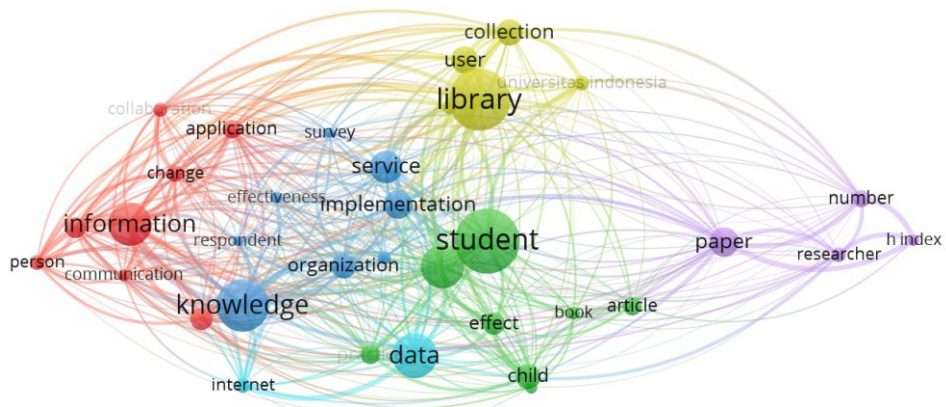 collection
user
universitas indonesia
library
collaboration
application
survey
service
change
effectiveness
implementation
number
information
student
respondent
paper
h index
researcher
person
communication
organization
knowledge
article
book
effect
data
child
internet